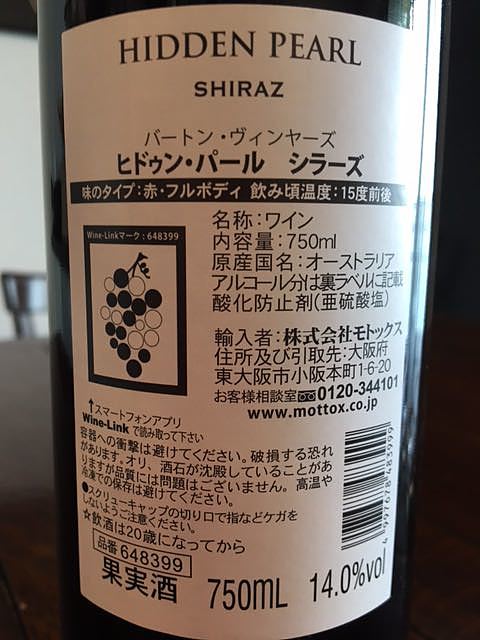 HIDDEN PEARL
SHIRAZ
バートン・ヴィンヤーズ
ヒドゥン・パール シラーズ
味のタイプ:赤・フルボディ 飲み頃温度:15度前後
Wine-Linkマーク:648399
名称:ワイン
内容量:750ml
原産国名:オーストラリア
アルコール分は裏ラベルに記載
酸化防止剤(亜硫酸塩)
輸入者:株式会社モトックス
住所及び引取先:大阪府
東大阪市小阪本町1-6-20
お客様相談室 0120-344101
www.mottox.co.jp
↑スマートフォンアプリ
Wine-Linkで読み取って下さい
容器への衝撃は避けてください。破損する恐れ
があります。オリ、酒石が沈殿していることがあ
りますが品質には問題はございません。高温や
冷凍での保存は避けてください。
●スクリューキャップの切り口で指などケガを
しないようご注意ください。
☆飲酒は20歳になってから
品番 648399
果実酒 750mL 14.0%vol
4 997678 483999